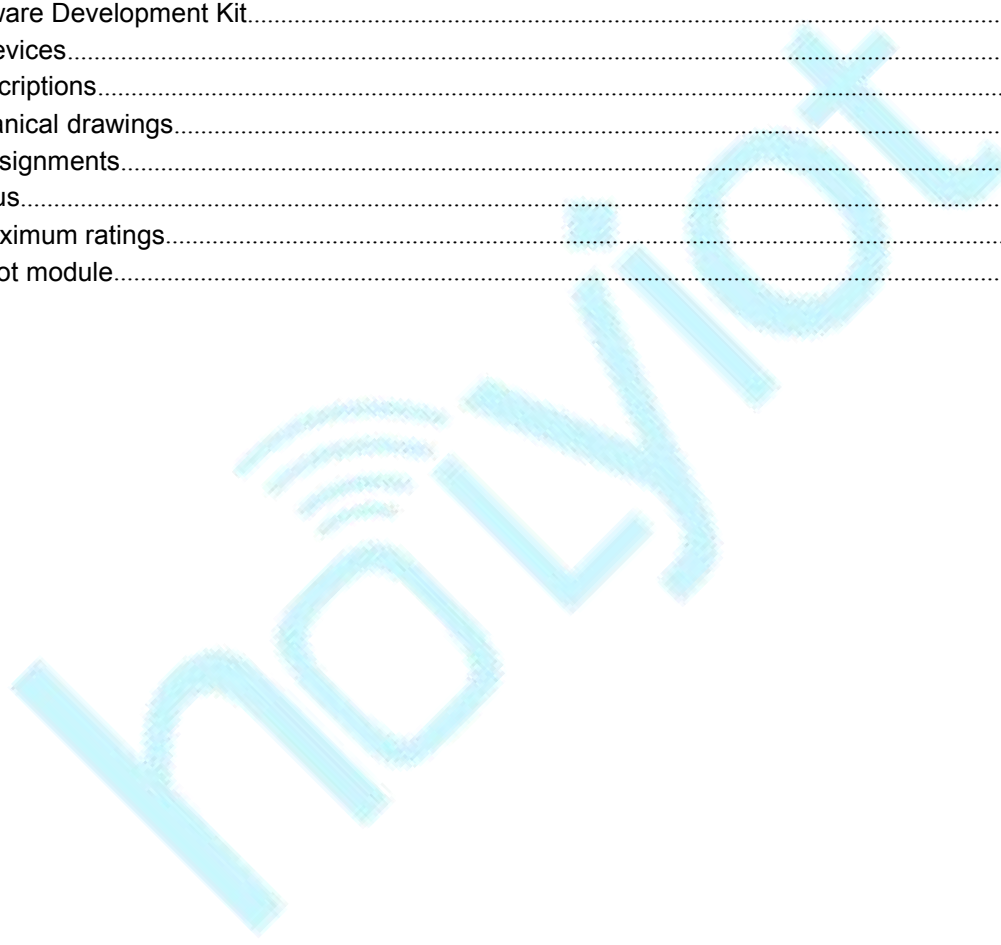 ware Development Kit................................................................................
evices................................................................................
criptions................................................................................
anical drawings................................................................................
signments................................................................................
us................................................................................
ximum ratings................................................................................
ot module................................................................................
holyiot